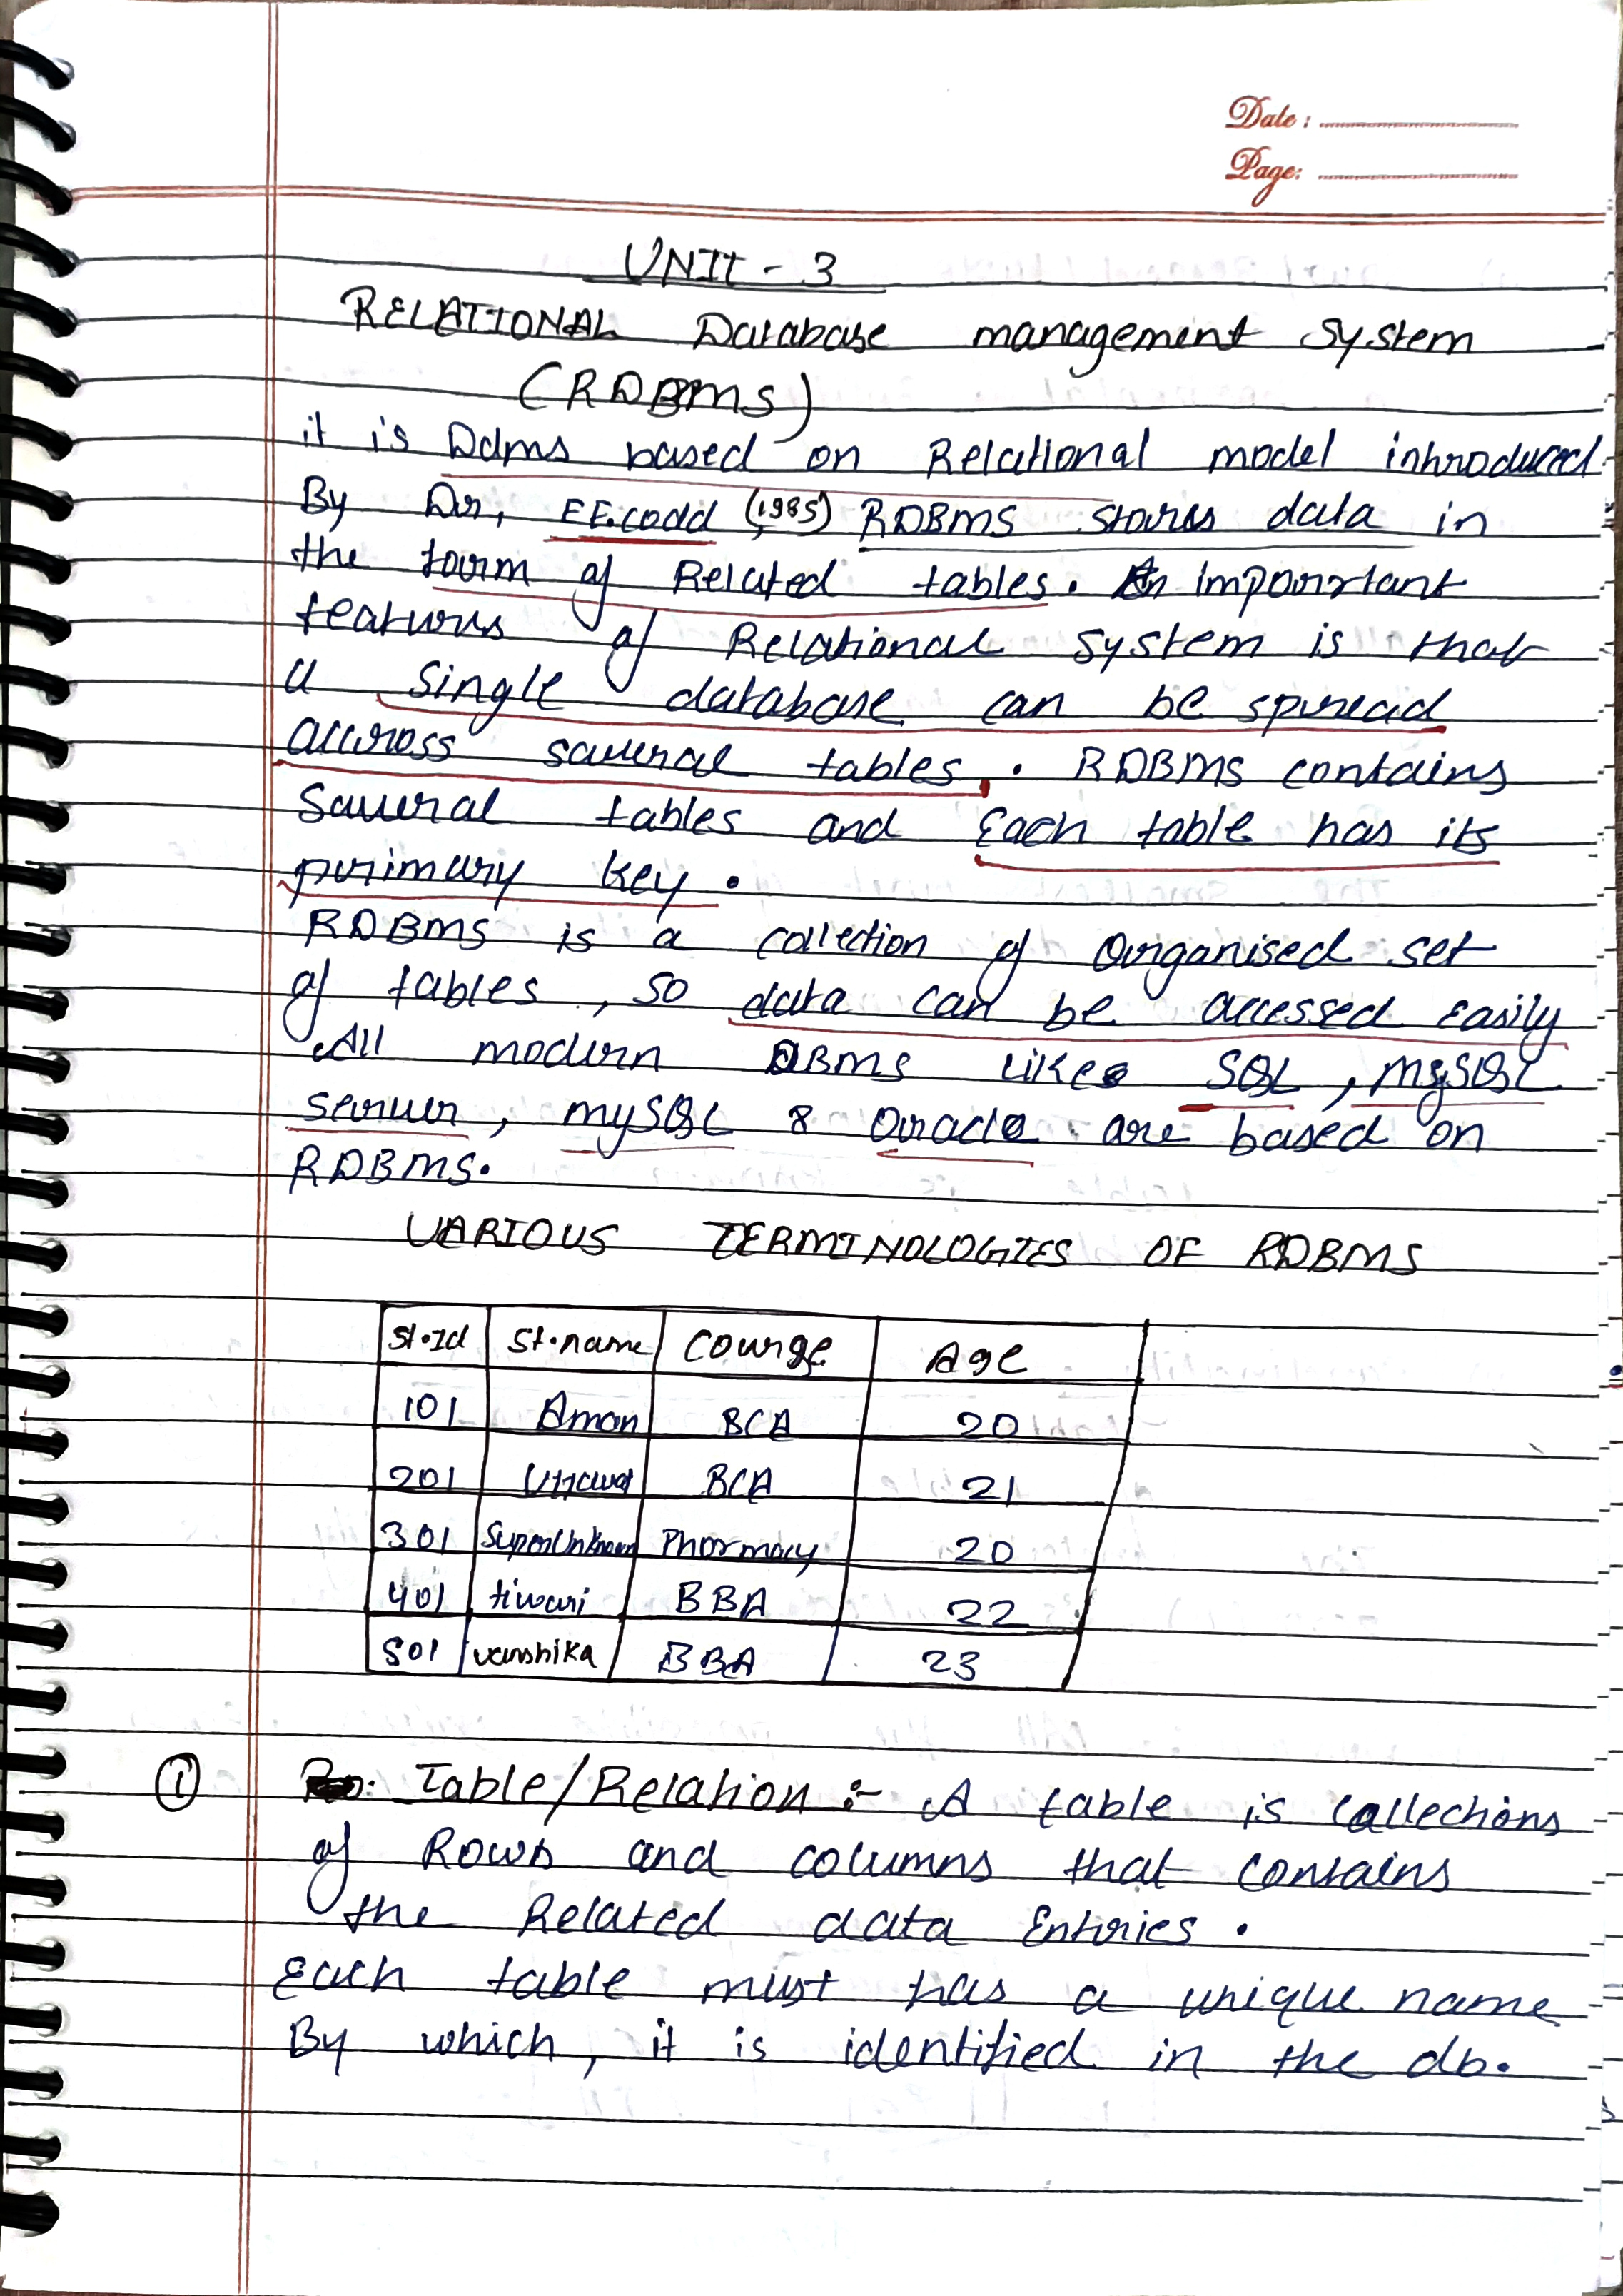 Date :
Page:
UNIT - 3
RELATIONAL Database management System
(RDBMS)
it is Ddms based on Relational model introduced
By Dr, EE.codd (1985) RDBMS stores data in
the form of Related tables. An important
features of Relational system is that
a single database can be spread
accross saveral tables. RDBMS contains
Saveral tables and Each table has its
primary key.
RDBMS is a collection of Organised set
of tables, so data can be accessed easily
All modern DBMS like SQL, MySQL
server, mySQL & Oracle are based on
RDBMS.
VARIOUS TERMINOLOGIES OF RDBMS
St.Id St.name Course Age
101 Aman BCA 20
201 BCA 21
301 SuperUnknown Pharmacy 20
401 tiwari BBA 22
501 vanshika BBA 23
① Table/Relation :- A table is collections
of Rows and columns that contains
the Related data Entries.
Each table must has a unique name
By which, it is identified in the db.